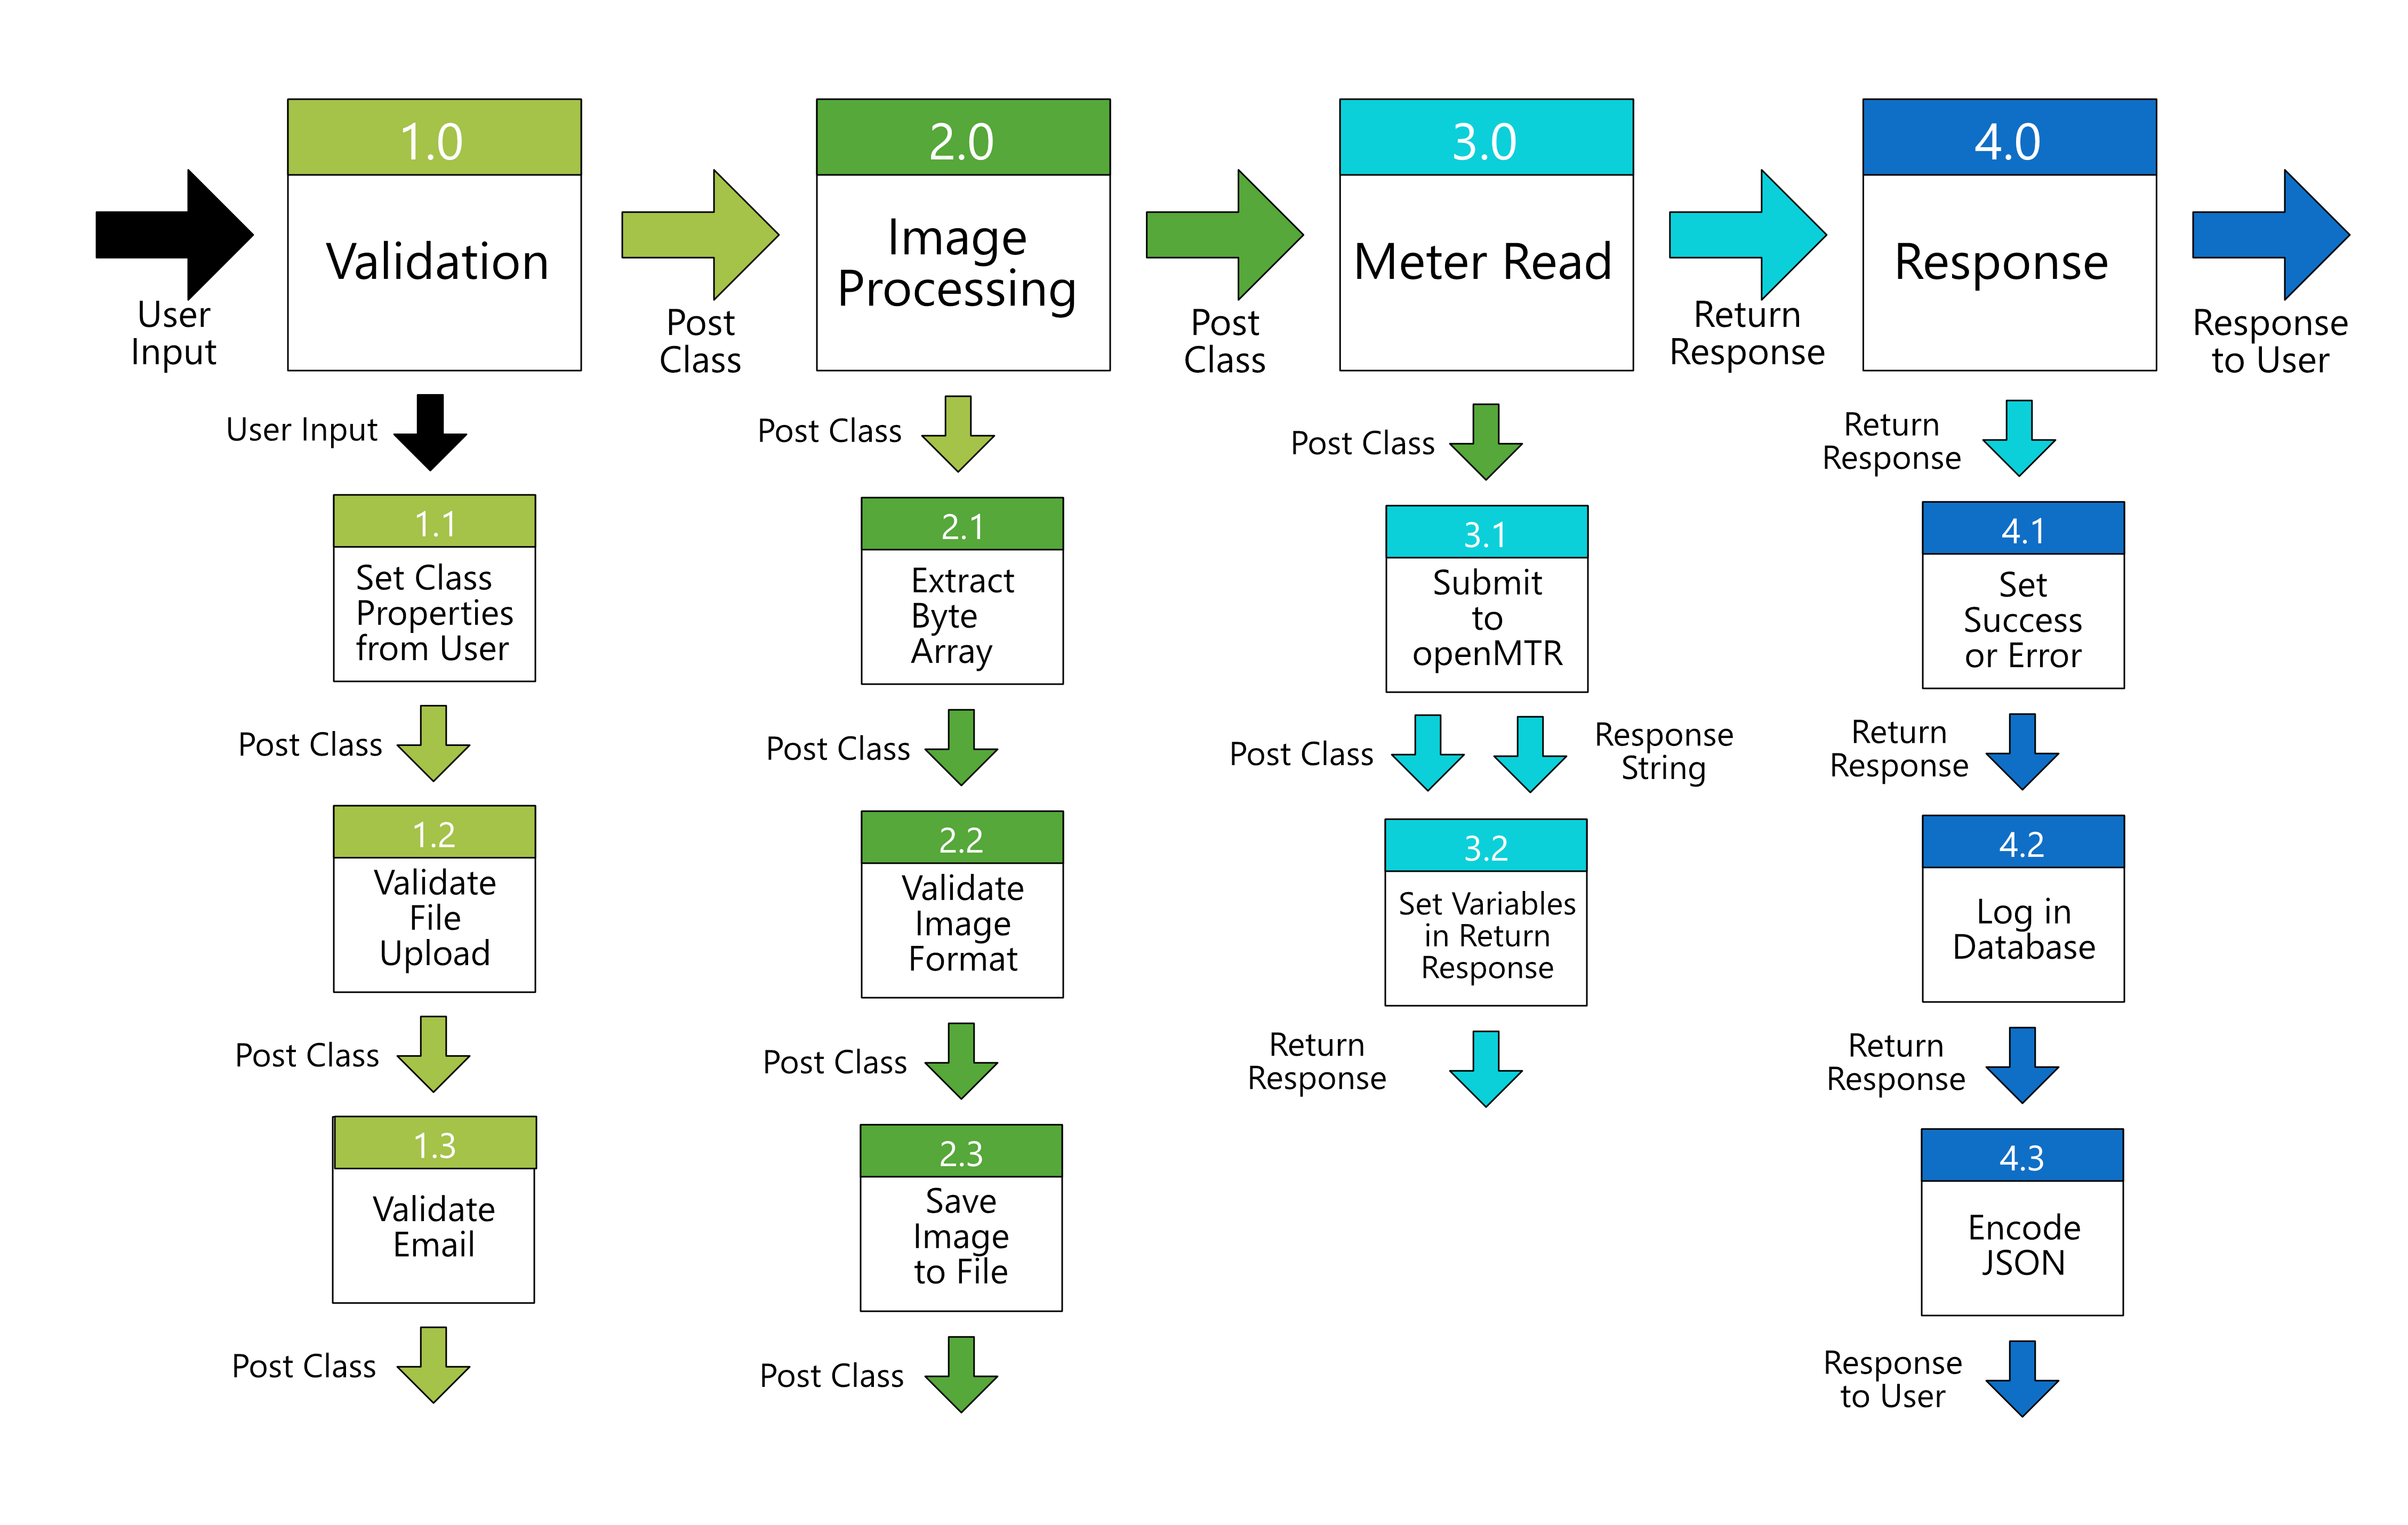 1.0
Validation
User
Input
Post
Class
2.0
Image
Processing
Post
Class
3.0
Meter Read
Return
Response
4.0
Response
Response
to User
User Input
1.1
Set Class
Properties
from User
Post Class
1.2
Validate
File
Upload
Post Class
1.3
Validate
Email
Post Class
Post Class
2.1
Extract
Byte
Array
Post Class
2.2
Validate
Image
Format
Post Class
2.3
Save
Image
to File
Post Class
Post Class
3.1
Submit
to
openMTR
Post Class
Response
String
3.2
Set Variables
in Return
Response
Return
Response
Return
Response
4.1
Set
Success
or Error
Return
Response
4.2
Log in
Database
Return
Response
4.3
Encode
JSON
Response
to User